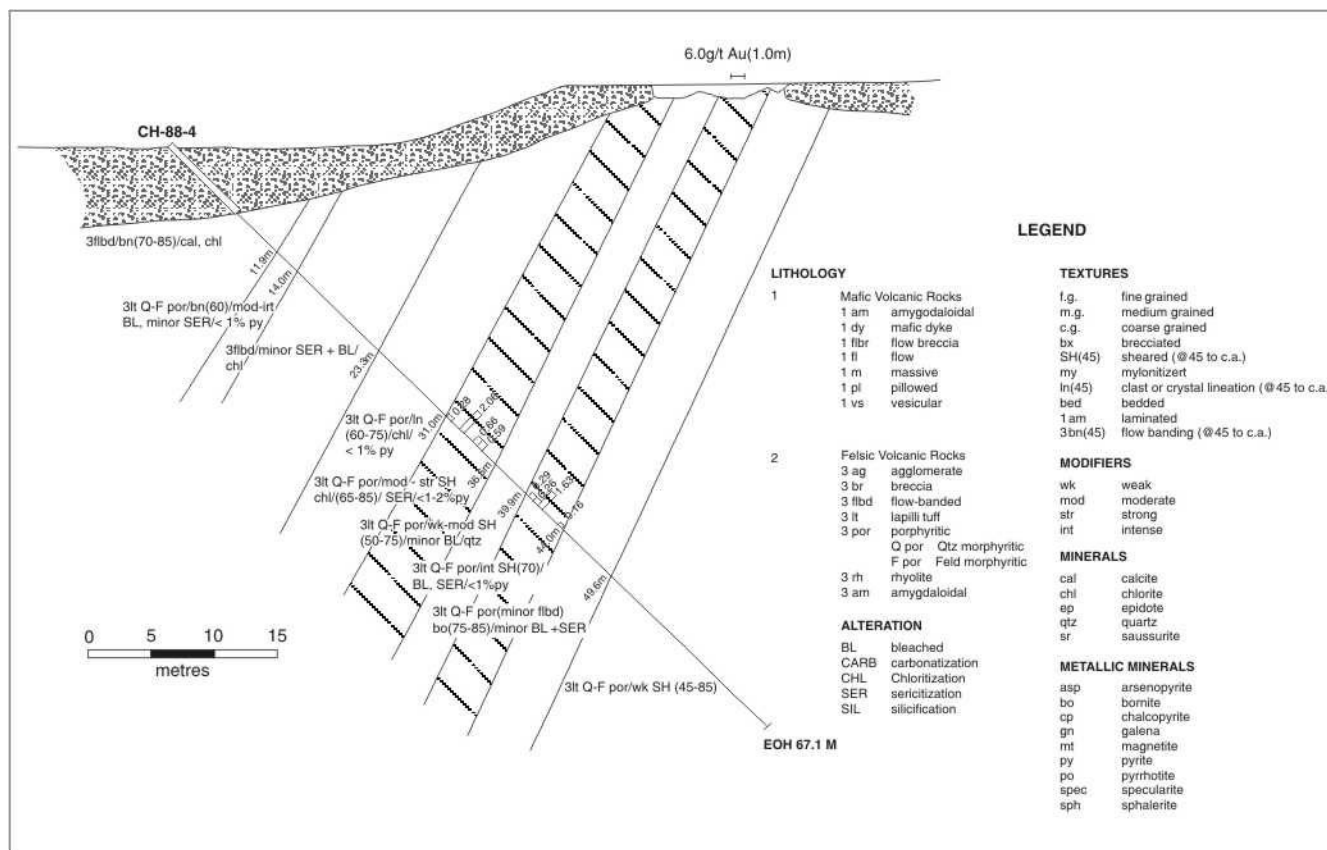 6.0g/t Au(1.0m)
CH-88-4
3flbd/bn(70-85)/cal, chl
11.9m
14.0m
3lt Q-F por/bn(60)/mod-irt
BL, minor SER/< 1% py
3flbd/minor SER + BL/
chl
23.3m
3lt Q-F por/ln
(60-75)/chl/
< 1% py
31.0m
0.28
2.06
0.66
0.59
3lt Q-F por/mod - str SH
chl/(65-85)/ SER/<1-2%py
3lt Q-F por/wk-mod SH
(50-75)/minor BL/qtz
39.9m
1.63
44.0m
3lt Q-F por/int SH(70)/
BL, SER/<1%py
49.6m
3lt Q-F por(minor flbd)
bo(75-85)/minor BL +SER
3lt Q-F por/wk SH (45-85)
EOH 67.1 M
0 5 10 15
metres
LEGEND
LITHOLOGY
1 Mafic Volcanic Rocks
1 am amygodaloidal
1 dy mafic dyke
1 flbr flow breccia
1 fl flow
1 m massive
1 pl pillowed
1 vs vesicular
2 Felsic Volcanic Rocks
3 ag agglomerate
3 br breccia
3 flbd flow-banded
3 lt lapilli tuff
3 por porphyritic
Q por Qtz morphyritic
F por Feld morphyritic
3 rh rhyolite
3 am amygdaloidal
ALTERATION
BL bleached
CARB carbonatization
CHL Chloritization
SER sericitization
SIL silicification
TEXTURES
f.g. fine grained
m.g. medium grained
c.g. coarse grained
bx brecciated
SH(45) sheared (@45 to c.a.)
my mylonitizert
ln(45) clast or crystal lineation (@45 to c.a.
bed bedded
1am laminated
3bn(45) flow banding (@45 to c.a.)
MODIFIERS
wk weak
mod moderate
str strong
int intense
MINERALS
cal calcite
chl chlorite
ep epidote
qtz quartz
sr saussurite
METALLIC MINERALS
asp arsenopyrite
bo bornite
cp chalcopyrite
gn galena
mt magnetite
py pyrite
po pyrrhotite
spec specularite
sph sphalerite